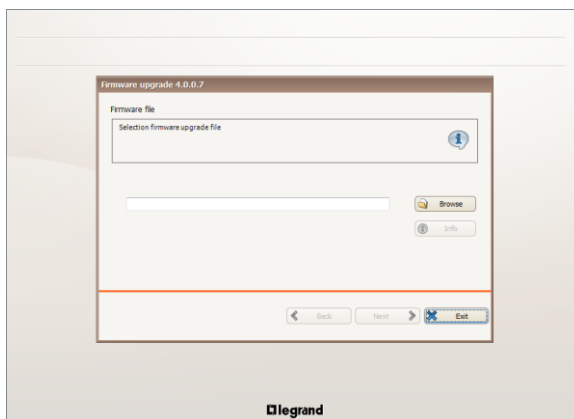 Firmware upgrade 4.0.0.7
Firmware file
Selection firmware upgrade file
Browse
Info
Back Next Exit
legrand